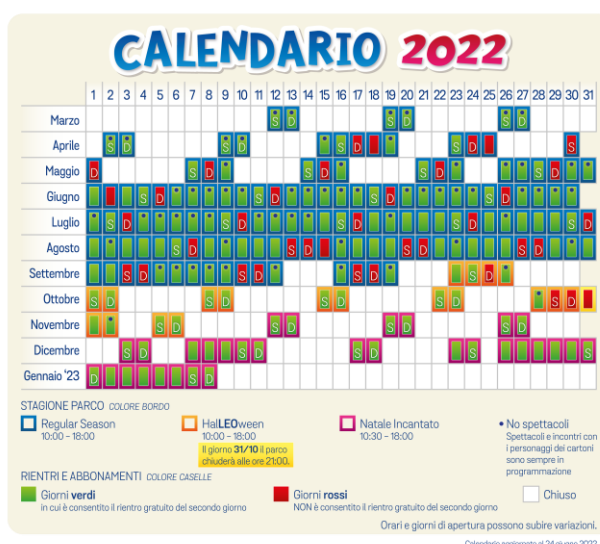 CALENDARIO 2022
1 2 3 4 5 6 7 8 9 10 11 12 13 14 15 16 17 18 19 20 21 22 23 24 25 26 27 28 29 30 31
Marzo S D S D S D
Aprile S D S D S D S D S
Maggio D S D S D S D S D
Giugno S D S D S D S D
Luglio S D S D S D S D S D
Agosto S D S D S D S D
Settembre S D S D S D S D
Ottobre S D S D S D S D S D
Novembre S D S D S D S D
Dicembre S D S D S D S S
Gennaio '23 D S D
STAGIONE PARCO COLORE BORDO
Regular Season
10:00 - 18:00
HalLEOween
10:00 - 18:00
Il giorno 31/10 il parco
chiuderà alle ore 21:00.
Natale Incantato
10:30 - 18:00
• No spettacoli
Spettacoli e incontri con
i personaggi dei cartoni
sono sempre in
programmazione
RIENTRI E ABBONAMENTI COLORE CASELLE
Giorni verdi
in cui è consentito il rientro gratuito del secondo giorno
Giorni rossi
NON è consentito il rientro gratuito del secondo giorno
Chiuso
Orari e giorni di apertura possono subire variazioni.
Calendario aggiornato al 24 giugno 2022